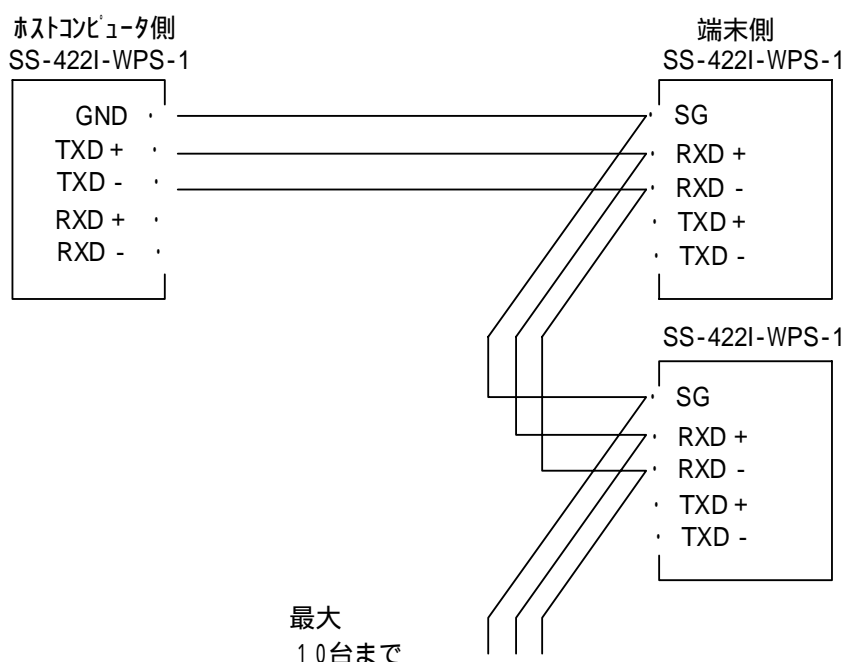 ﾎｽﾄｺﾝﾋﾟｭｰﾀ側
SS-422I-WPS-1
GND
TXD +
TXD -
RXD +
RXD -
端末側
SS-422I-WPS-1
SG
RXD +
RXD -
TXD +
TXD -
SS-422I-WPS-1
SG
RXD +
RXD -
TXD +
TXD -
最大
１０台まで